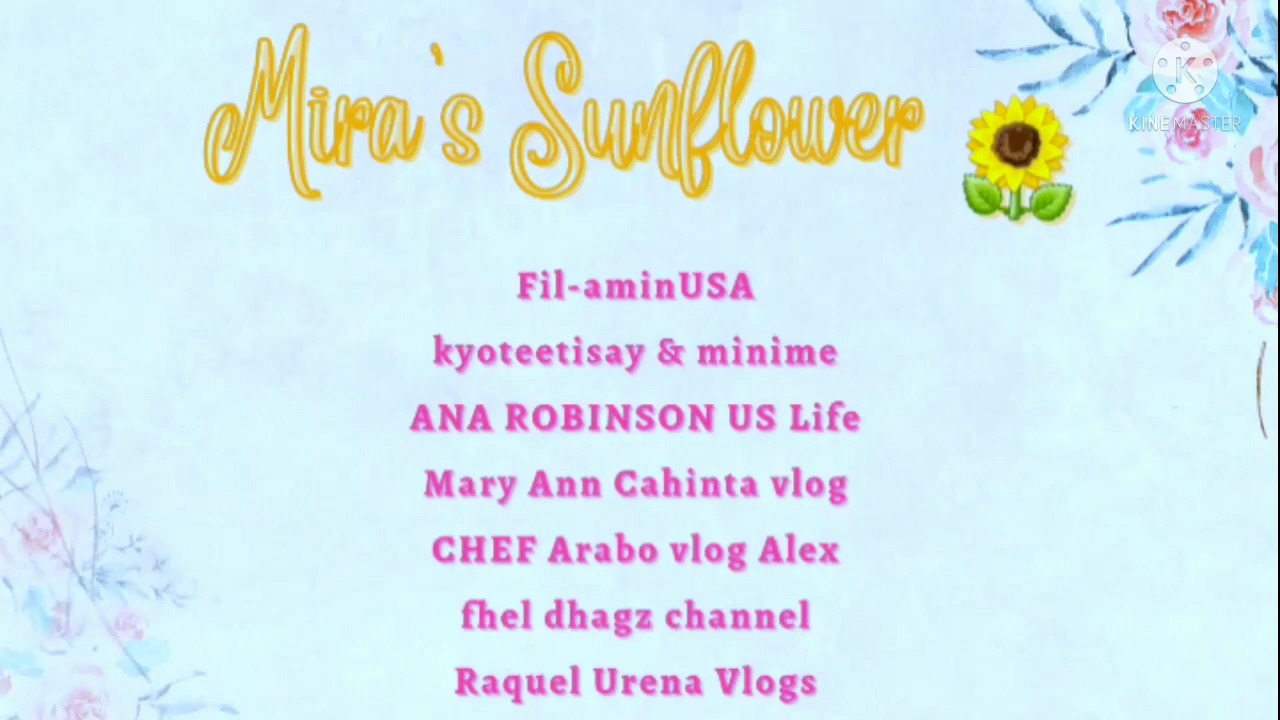 Mira's Sunflower
K
KINEMASTER
Fil-aminUSA
kyoteetisay & minime
ANA ROBINSON US Life
Mary Ann Cahinta vlog
CHEF Arabo vlog Alex
fhel dhagz channel
Raquel Urena Vlogs